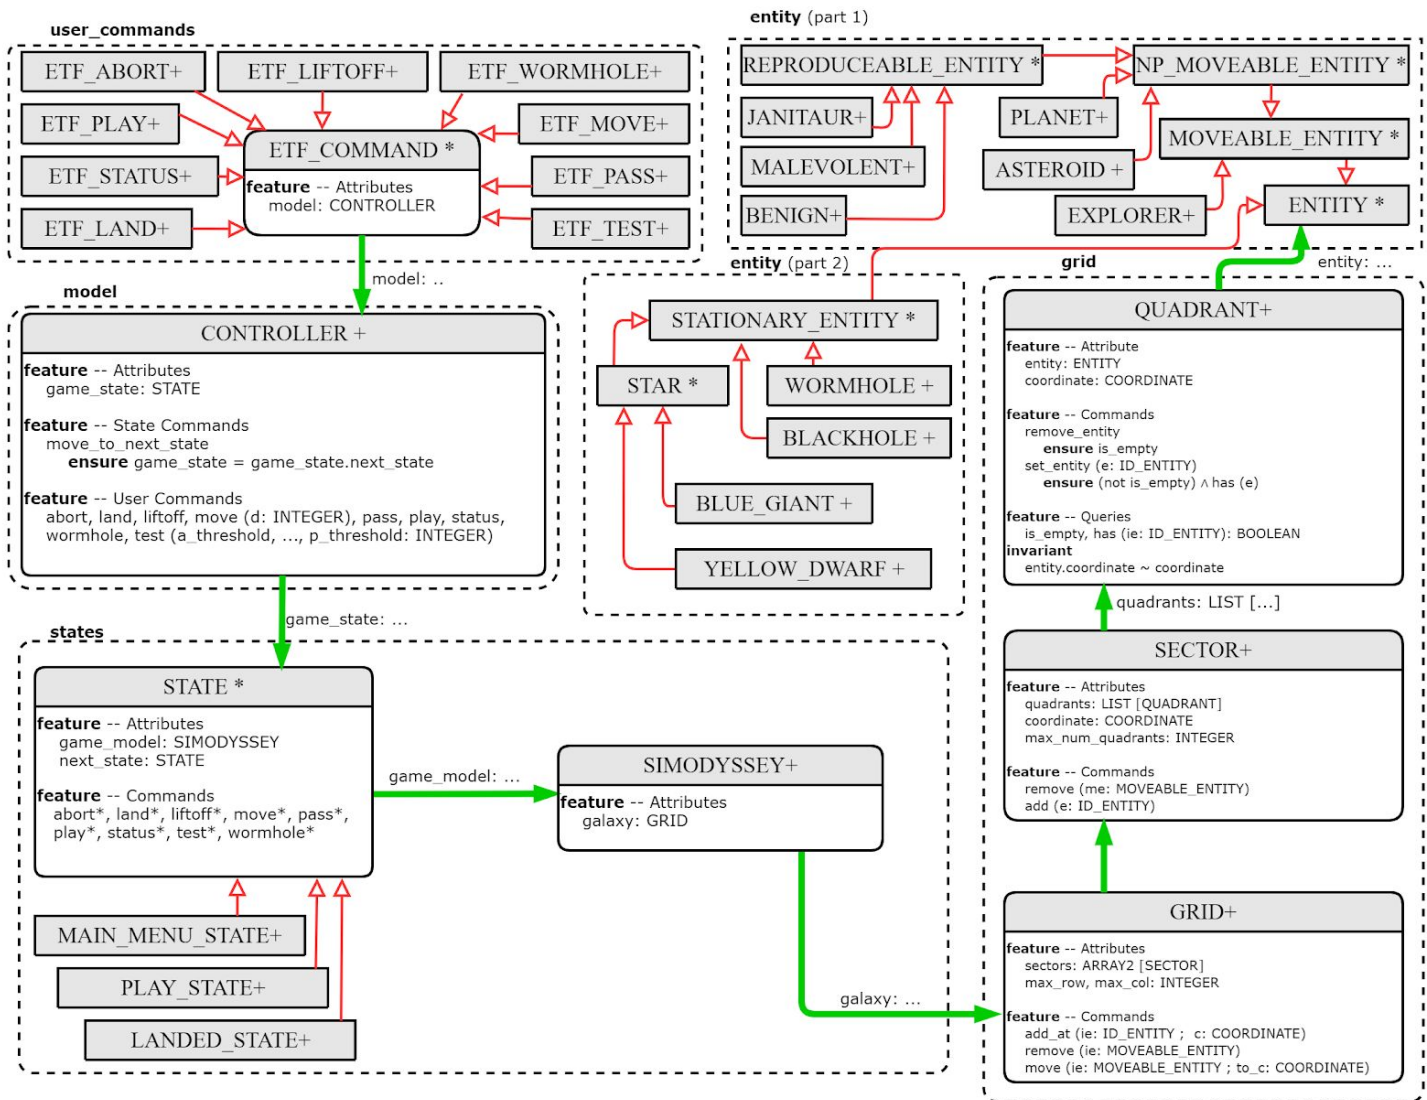 user_commands
ETF_ABORT+
ETF_LIFTOFF+
ETF_WORMHOLE+
ETF_PLAY+
ETF_MOVE+
ETF_COMMAND *
feature -- Attributes
model: CONTROLLER
ETF_STATUS+
ETF_PASS+
ETF_LAND+
ETF_TEST+
model: ..
entity (part 1)
REPRODUCEABLE_ENTITY *
NP_MOVEABLE_ENTITY *
JANITAUR+
PLANET+
MOVEABLE_ENTITY *
MALEVOLENT+
ASTEROID +
BENIGN+
EXPLORER+
ENTITY *
entity: ...
model
CONTROLLER +
feature -- Attributes
game_state: STATE
feature -- State Commands
move_to_next_state
ensure game_state = game_state.next_state
feature -- User Commands
abort, land, liftoff, move (d: INTEGER), pass, play, status,
wormhole, test (a_threshold, ..., p_threshold: INTEGER)
game_state: ...
entity (part 2)
STATIONARY_ENTITY *
STAR *
WORMHOLE +
BLACKHOLE +
BLUE_GIANT +
YELLOW_DWARF +
grid
QUADRANT+
feature -- Attribute
entity: ENTITY
coordinate: COORDINATE
feature -- Commands
remove_entity
ensure is_empty
set_entity (e: ID_ENTITY)
ensure (not is_empty) ∧ has (e)
feature -- Queries
is_empty, has (ie: ID_ENTITY): BOOLEAN
invariant
entity.coordinate ~ coordinate
quadrants: LIST [...]
SECTOR+
feature -- Attributes
quadrants: LIST [QUADRANT]
coordinate: COORDINATE
max_num_quadrants: INTEGER
feature -- Commands
remove (me: MOVEABLE_ENTITY)
add (e: ID_ENTITY)
GRID+
feature -- Attributes
sectors: ARRAY2 [SECTOR]
max_row, max_col: INTEGER
feature -- Commands
add_at (ie: ID_ENTITY ; c: COORDINATE)
remove (ie: MOVEABLE_ENTITY)
move (ie: MOVEABLE_ENTITY ; to_c: COORDINATE)
states
STATE *
feature -- Attributes
game_model: SIMODYSSEY
next_state: STATE
feature -- Commands
abort*, land*, liftoff*, move*, pass*,
play*, status*, test*, wormhole*
game_model: ...
SIMODYSSEY+
feature -- Attributes
galaxy: GRID
MAIN_MENU_STATE+
PLAY_STATE+
LANDED_STATE+
galaxy: ...